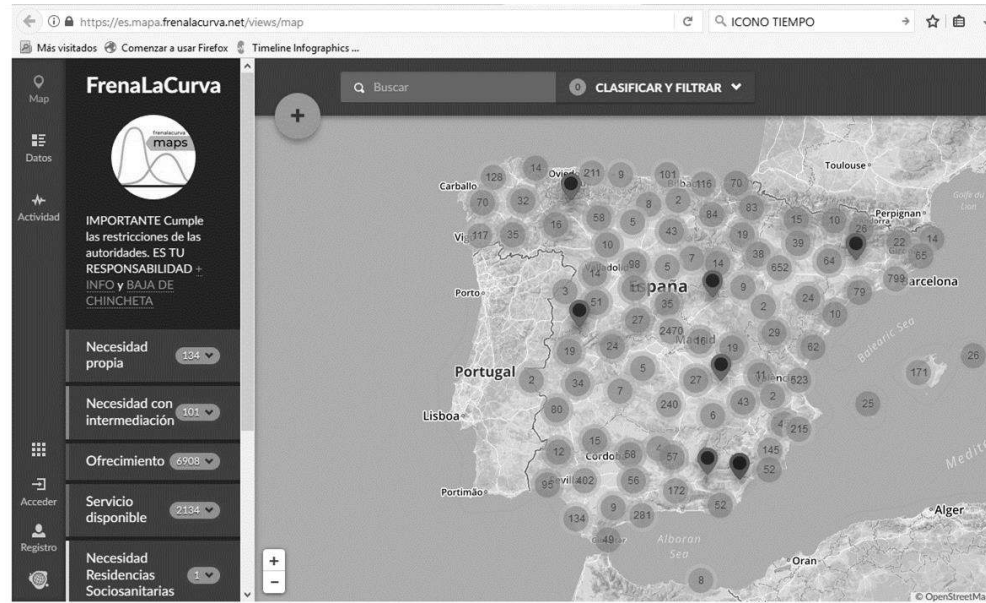 https://es.mapa.frenalacurva.net/views/map
ICONO TIEMPO
Más visitados
Comenzar a usar Firefox
Timeline Infographics ...
Map
Datos
Actividad
Acceder
Registro
FrenaLaCurva
frenalacurva
maps
IMPORTANTE Cumple
las restricciones de las
autoridades. ES TU
RESPONSABILIDAD +
INFO y BAJA DE
CHINCHETA
Necesidad
propia
134
Necesidad con
intermediación
101
Ofrecimiento 6908
Servicio
disponible
2134
Necesidad
Residencias
Sociosanitarias
1
Buscar
0 CLASIFICAR Y FILTRAR
+
Toulouse
128 14 211 9 101 116 70
Carballo
70 32 58 8 2 84 83 15 10 Perpignan
117 35 16 5 43 19 39 26 22 14
10 38 64 65
14 98 5 7 14 652 799
Porto
3 51 35 9 24 79
España
27 2 10
2470 16 29 62
Madrid
19 24 19
Portugal
5 171 26
2 34 7 27 11 523
80 240 43 2 25
Lisboa
6 215
15 58 57 145
12 52
95 402 56 172
Portimão
134 9 281 52
49
Alboran
Sea
8
Balearic Sea
Alger
Oran
+
−
© OpenStreetMa